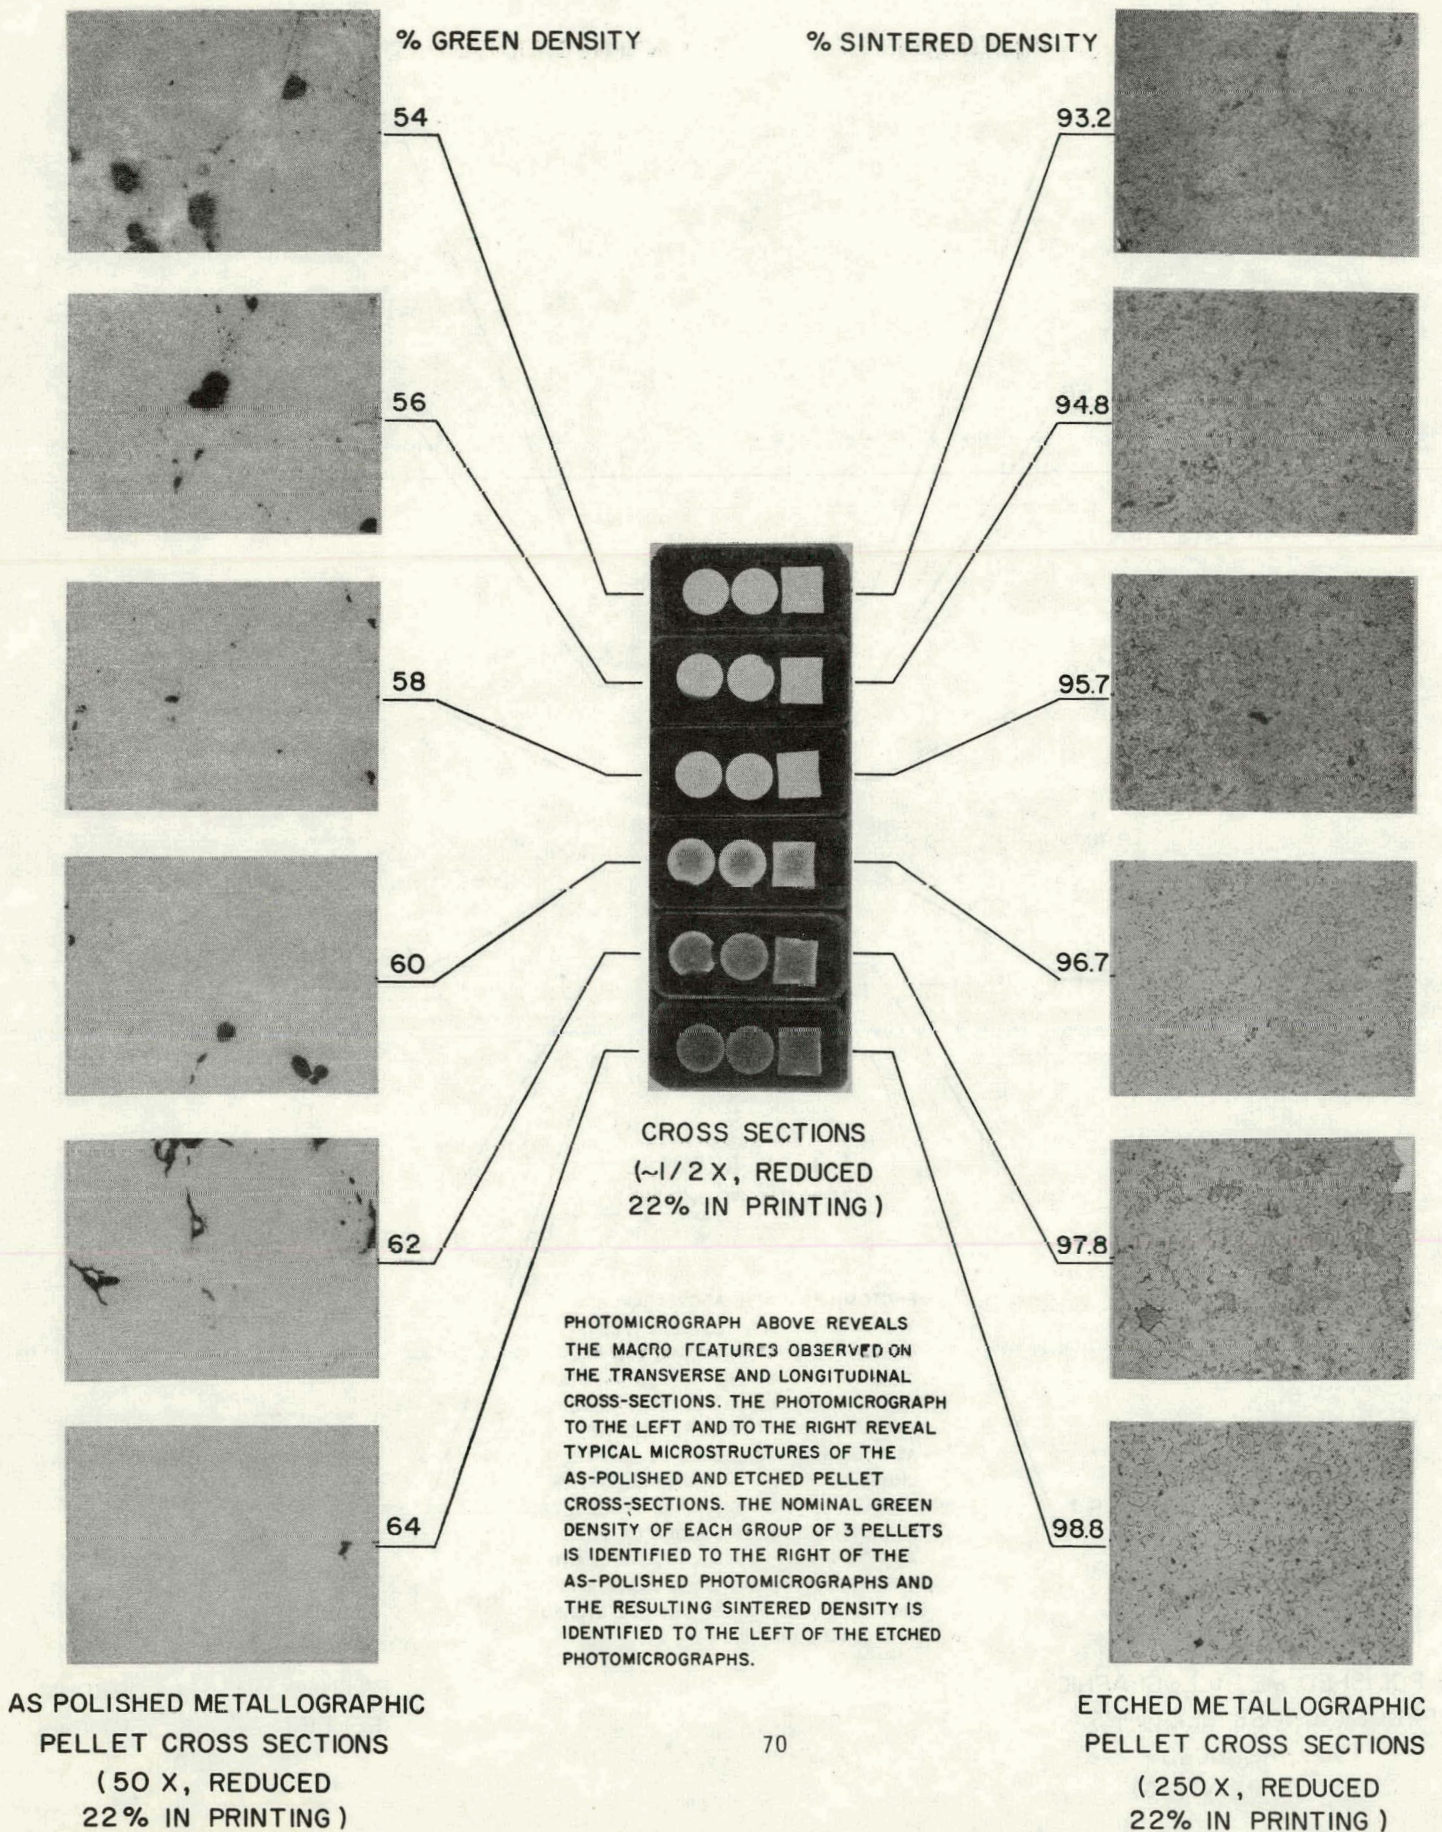 % GREEN DENSITY
% SINTERED DENSITY
54
93.2
56
94.8
58
95.7
60
96.7
62
97.8
64
98.8
CROSS SECTIONS
(~1/2 X, REDUCED
22% IN PRINTING)
PHOTOMICROGRAPH ABOVE REVEALS
THE MACRO FEATURES OBSERVED ON
THE TRANSVERSE AND LONGITUDINAL
CROSS-SECTIONS. THE PHOTOMICROGRAPH
TO THE LEFT AND TO THE RIGHT REVEAL
TYPICAL MICROSTRUCTURES OF THE
AS-POLISHED AND ETCHED PELLET
CROSS-SECTIONS. THE NOMINAL GREEN
DENSITY OF EACH GROUP OF 3 PELLETS
IS IDENTIFIED TO THE RIGHT OF THE
AS-POLISHED PHOTOMICROGRAPHS AND
THE RESULTING SINTERED DENSITY IS
IDENTIFIED TO THE LEFT OF THE ETCHED
PHOTOMICROGRAPHS.
AS POLISHED METALLOGRAPHIC
PELLET CROSS SECTIONS
(50 X, REDUCED
22% IN PRINTING)
70
ETCHED METALLOGRAPHIC
PELLET CROSS SECTIONS
(250 X, REDUCED
22% IN PRINTING)